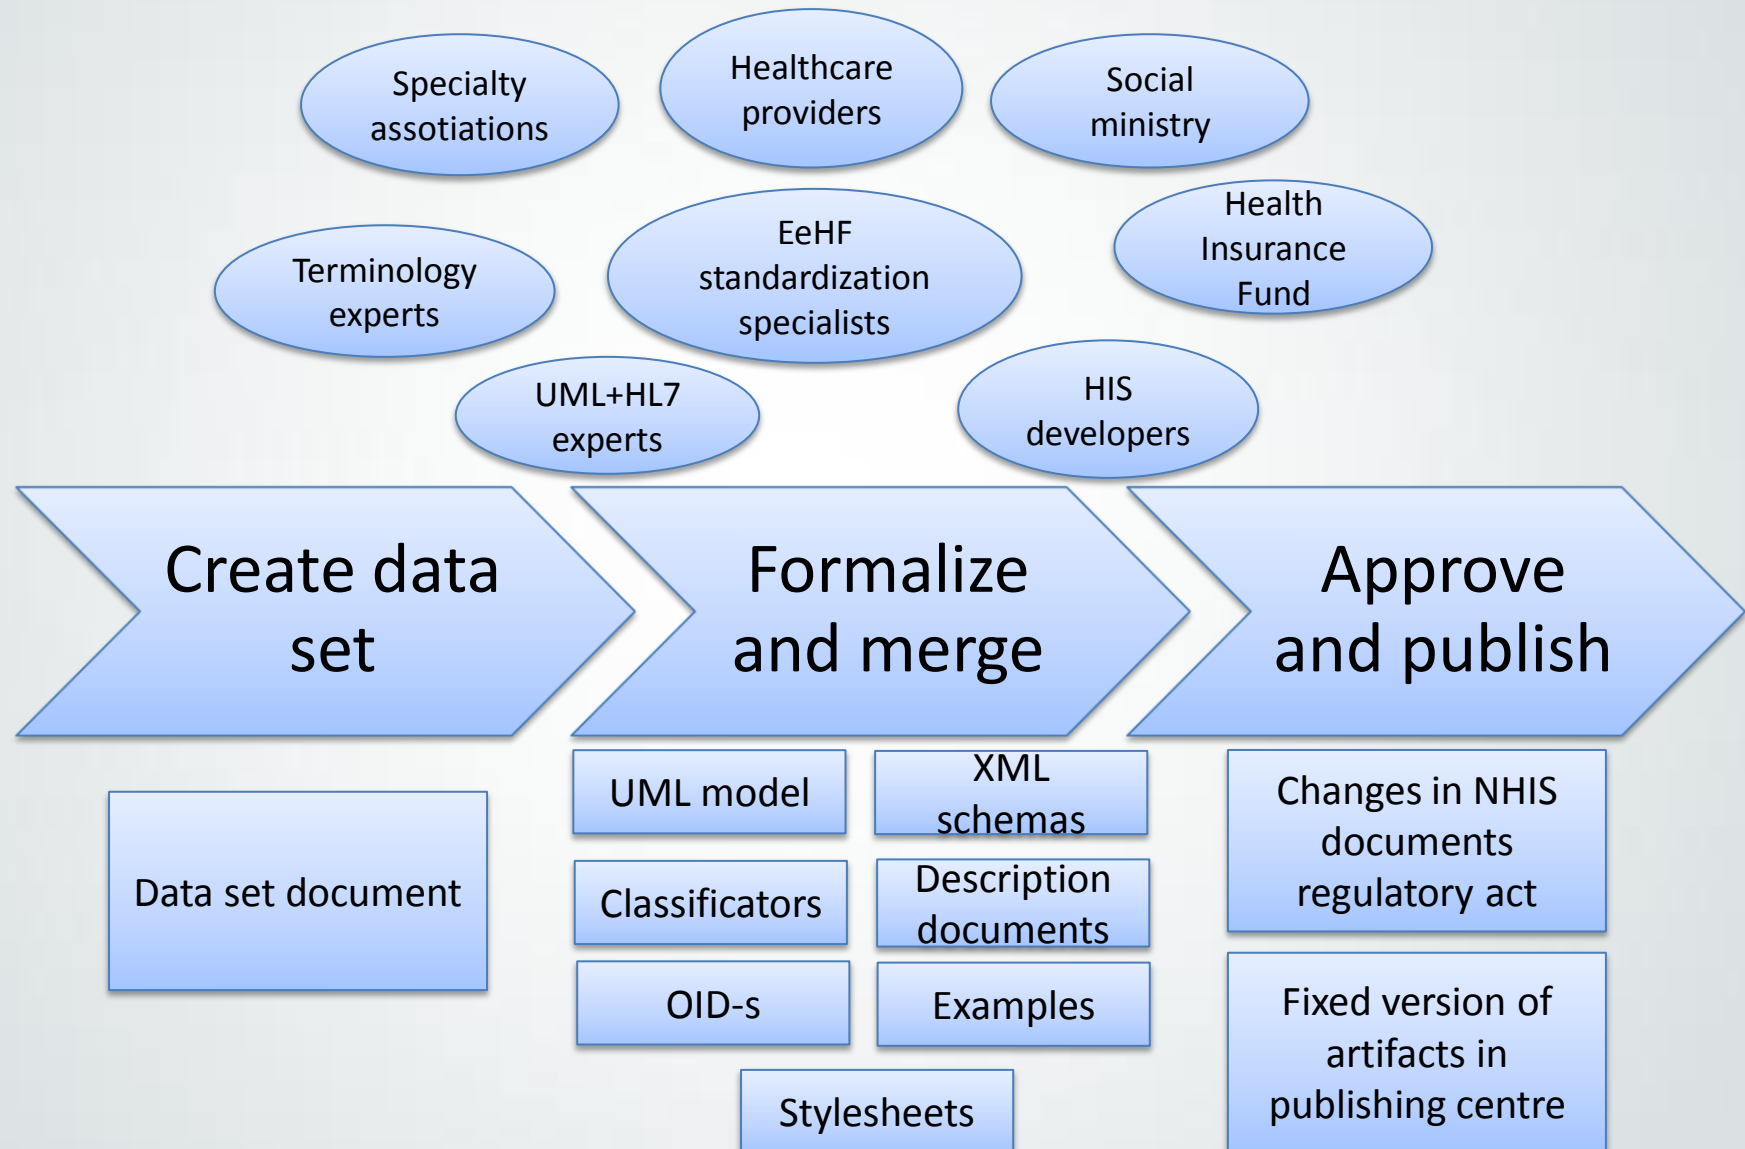 Specialty
assotiations
Healthcare
providers
Social
ministry
Terminology
experts
EeHF
standardization
specialists
Health
Insurance
Fund
UML+HL7
experts
HIS
developers
Create data
set
Formalize
and merge
Approve
and publish
Data set document
UML model
XML
schemas
Classificators
Description
documents
OID-s
Examples
Stylesheets
Changes in NHIS
documents
regulatory act
Fixed version of
artifacts in
publishing centre